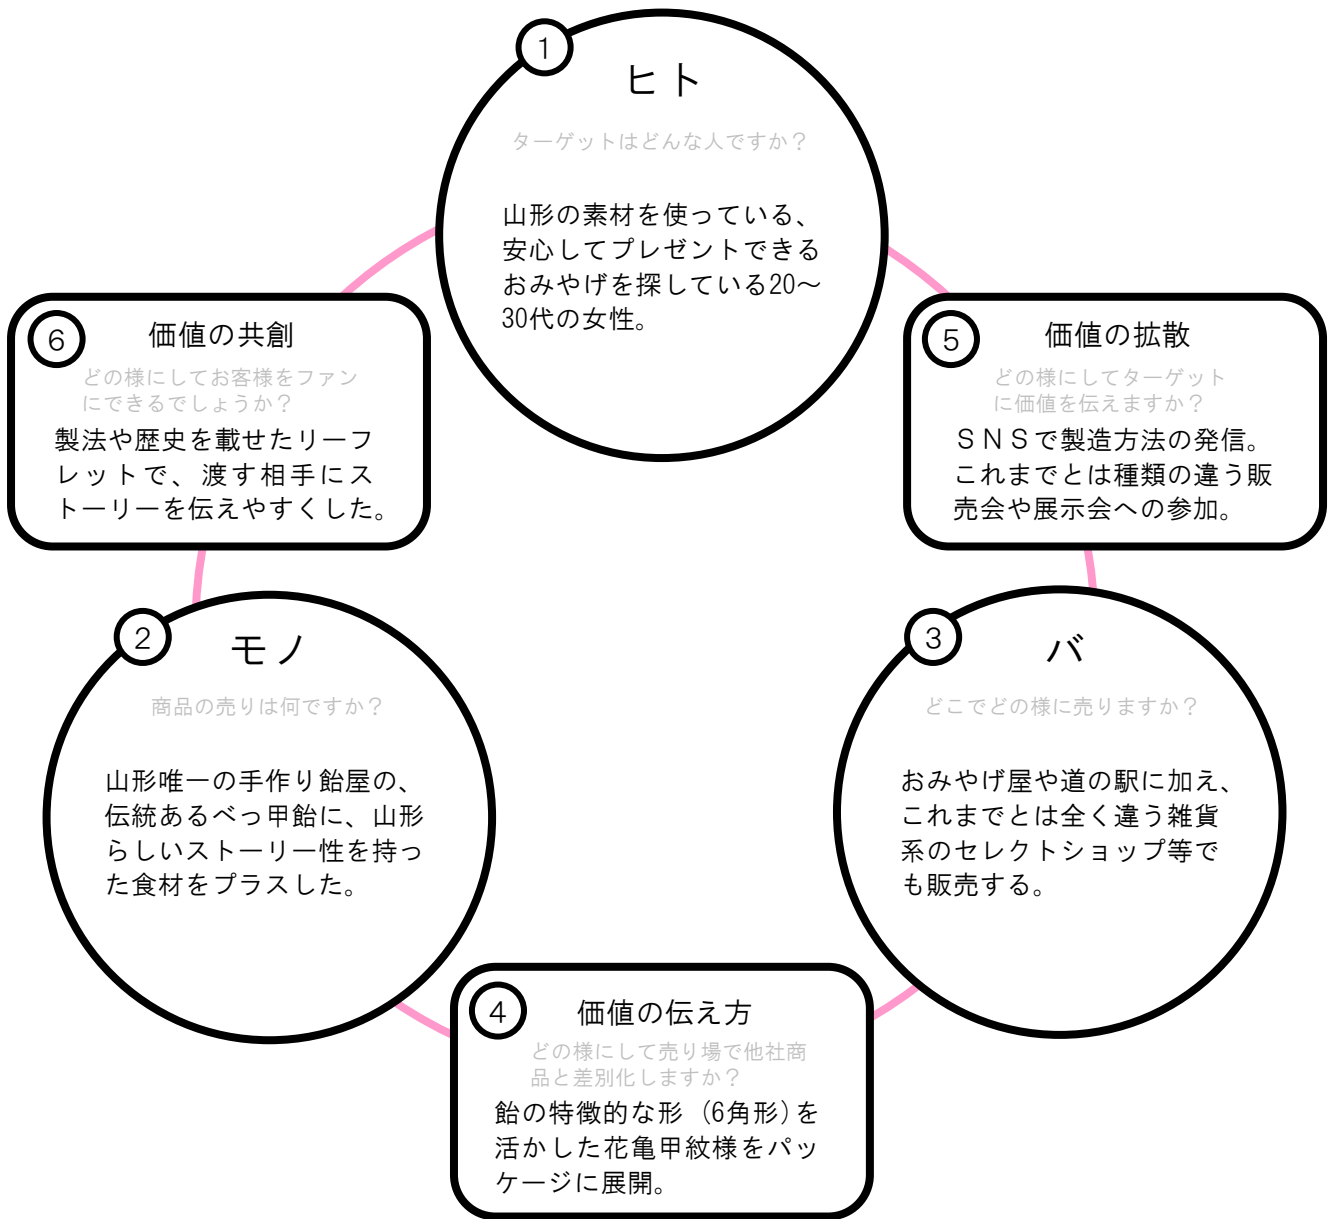 1
ヒト
ターゲットはどんな人ですか？
山形の素材を使っている、
安心してプレゼントできる
おみやげを探している20～
30代の女性。
6
価値の共創
どの様にしてお客様をファン
にできるでしょうか？
製法や歴史を載せたリーフ
レットで、渡す相手にス
トーリーを伝えやすくした。
5
価値の拡散
どの様にしてターゲット
に価値を伝えますか？
ＳＮＳで製造方法の発信。
これまでとは種類の違う販
売会や展示会への参加。
2
モノ
商品の売りは何ですか？
山形唯一の手作り飴屋の、
伝統あるべっ甲飴に、山形
らしいストーリー性を持っ
た食材をプラスした。
3
バ
どこでどの様に売りますか？
おみやげ屋や道の駅に加え、
これまでとは全く違う雑貨
系のセレクトショップ等で
も販売する。
4
価値の伝え方
どの様にして売り場で他社商
品と差別化しますか？
飴の特徴的な形（6角形）を
活かした花亀甲紋様をパッ
ケージに展開。